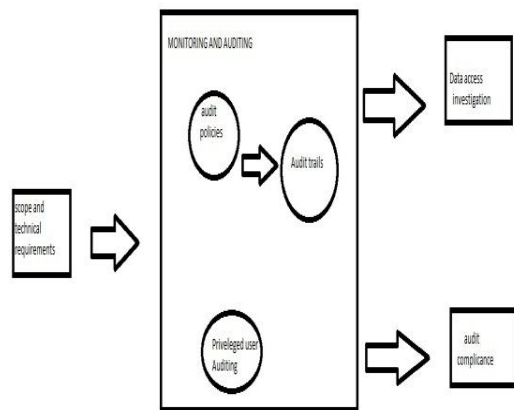 MONITORING AND AUDITING
audit
policies
Audit trails
Data access
investigation
scope and
technical
requirements
Priveleged user
Auditing
audit
complicance